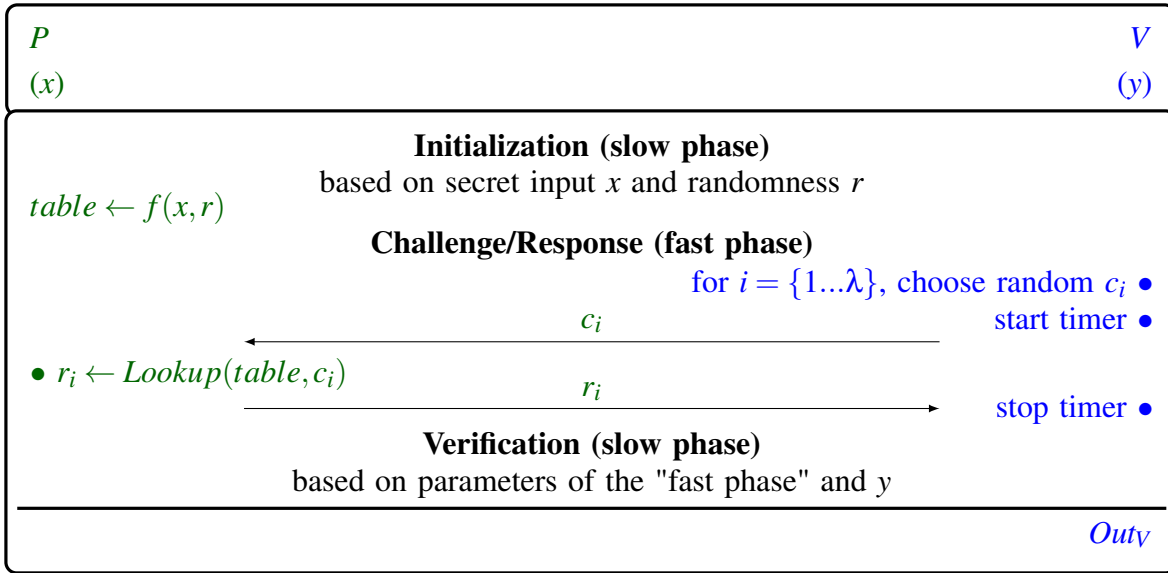 P V
(x) (y)
Initialization (slow phase)
based on secret input x and randomness r
table ← f(x, r)
Challenge/Response (fast phase)
for i = {1...λ}, choose random c_i •
c_i start timer •
• r_i ← Lookup(table, c_i)
r_i stop timer •
Verification (slow phase)
based on parameters of the "fast phase" and y
Out_V